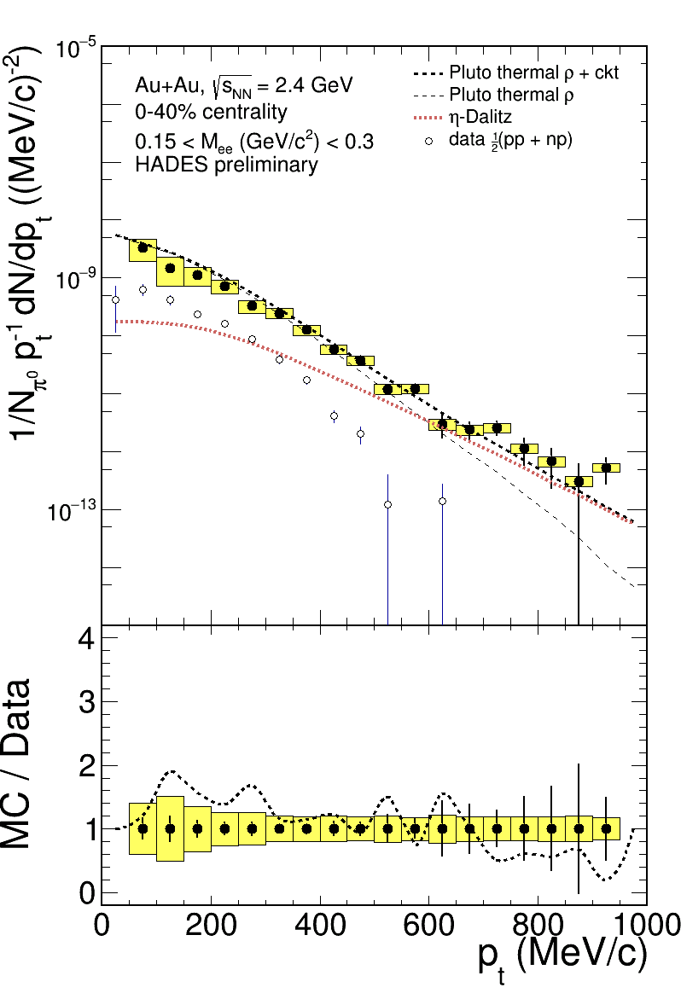 10⁻⁵
Au+Au, √s_NN = 2.4 GeV
0-40% centrality
0.15 < M_ee (GeV/c²) < 0.3
HADES preliminary
Pluto thermal ρ + ckt
Pluto thermal ρ
η-Dalitz
data ½(pp + np)
10⁻⁹
10⁻¹³
1/N_π⁰ p_t⁻¹ dN/dp_t ((MeV/c)⁻²)
4
3
2
1
0
MC / Data
0 200 400 600 800 1000
p_t (MeV/c)